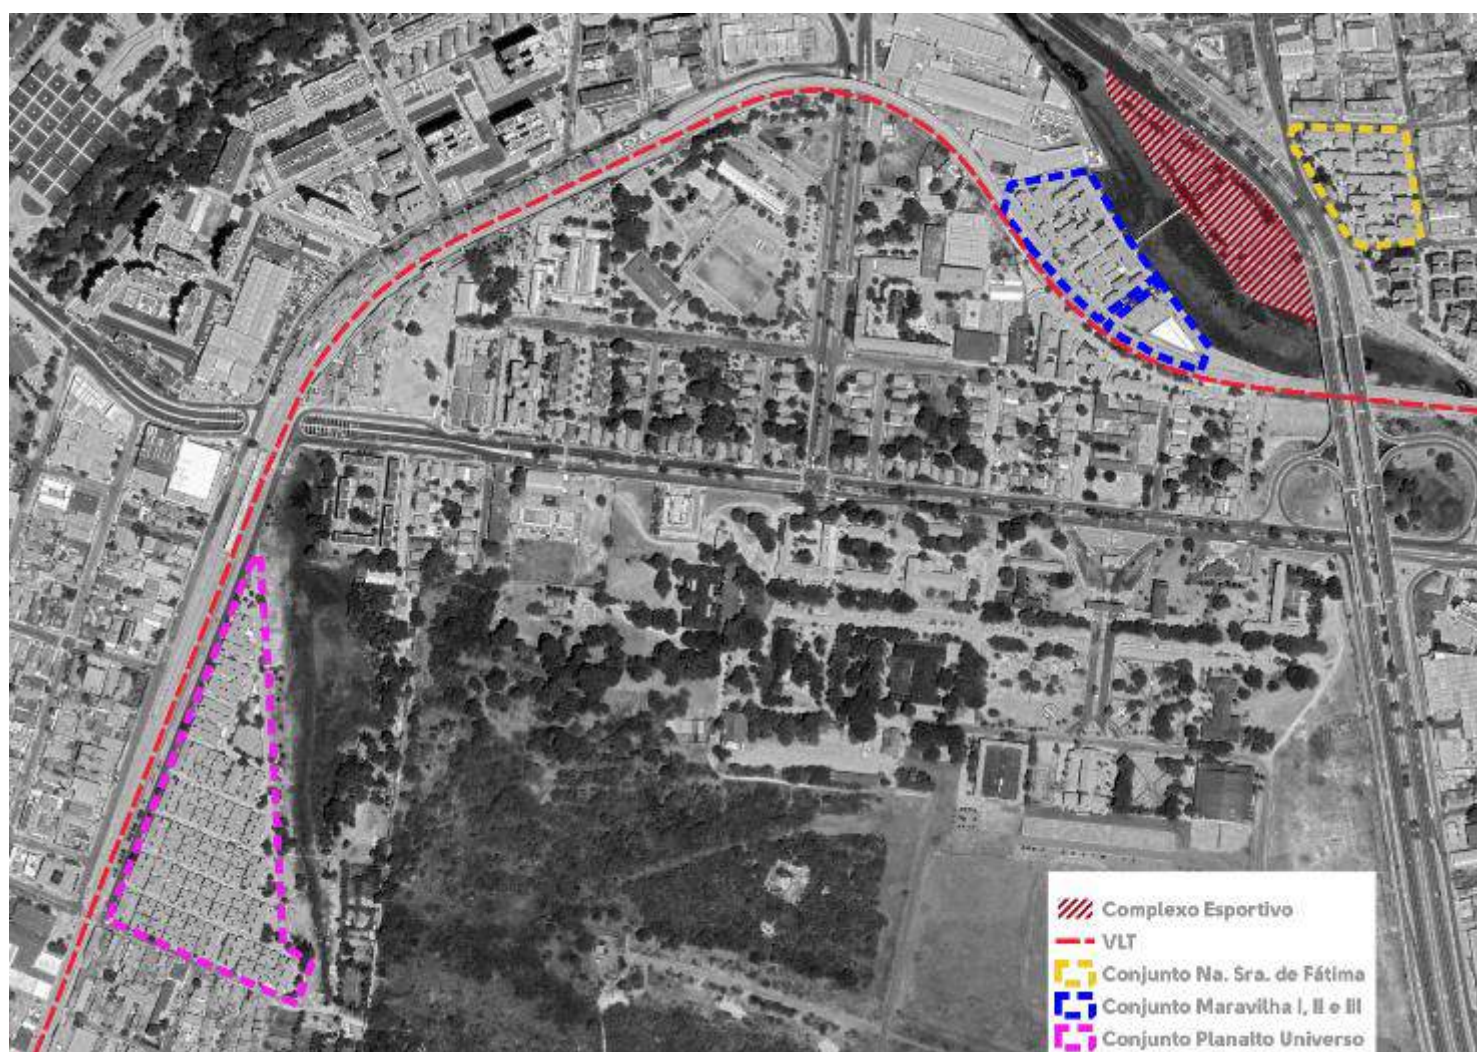 Complexo Esportivo
VLT
Conjunto Na. Sra. de Fátima
Conjunto Maravilha I, II e III
Conjunto Planalto Universo